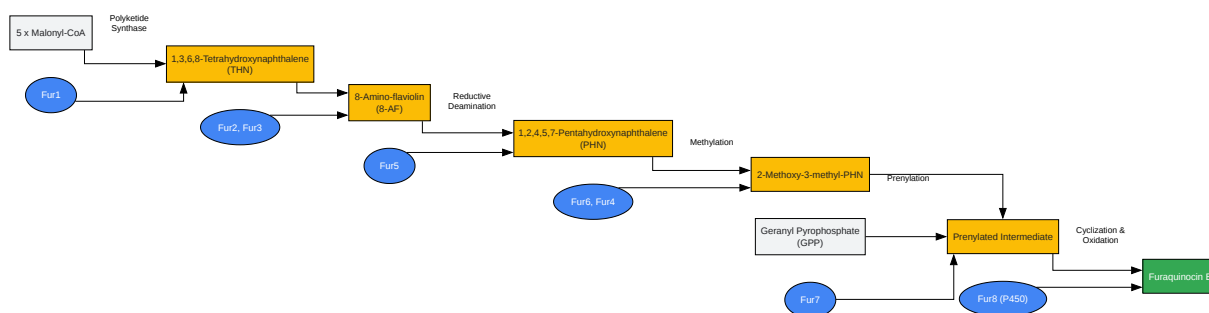 Polyketide
Synthase
5 x Malonyl-CoA
1,3,6,8-Tetrahydroxynaphthalene
(THN)
Fur1
8-Amino-flaviolin
(8-AF)
Reductive
Deamination
Fur2, Fur3
1,2,4,5,7-Pentahydroxynaphthalene
(PHN)
Methylation
Fur5
2-Methoxy-3-methyl-PHN
Prenylation
Fur6, Fur4
Geranyl Pyrophosphate
(GPP)
Prenylated Intermediate
Cyclization &
Oxidation
Furaquinocin
Fur7
Fur8 (P450)